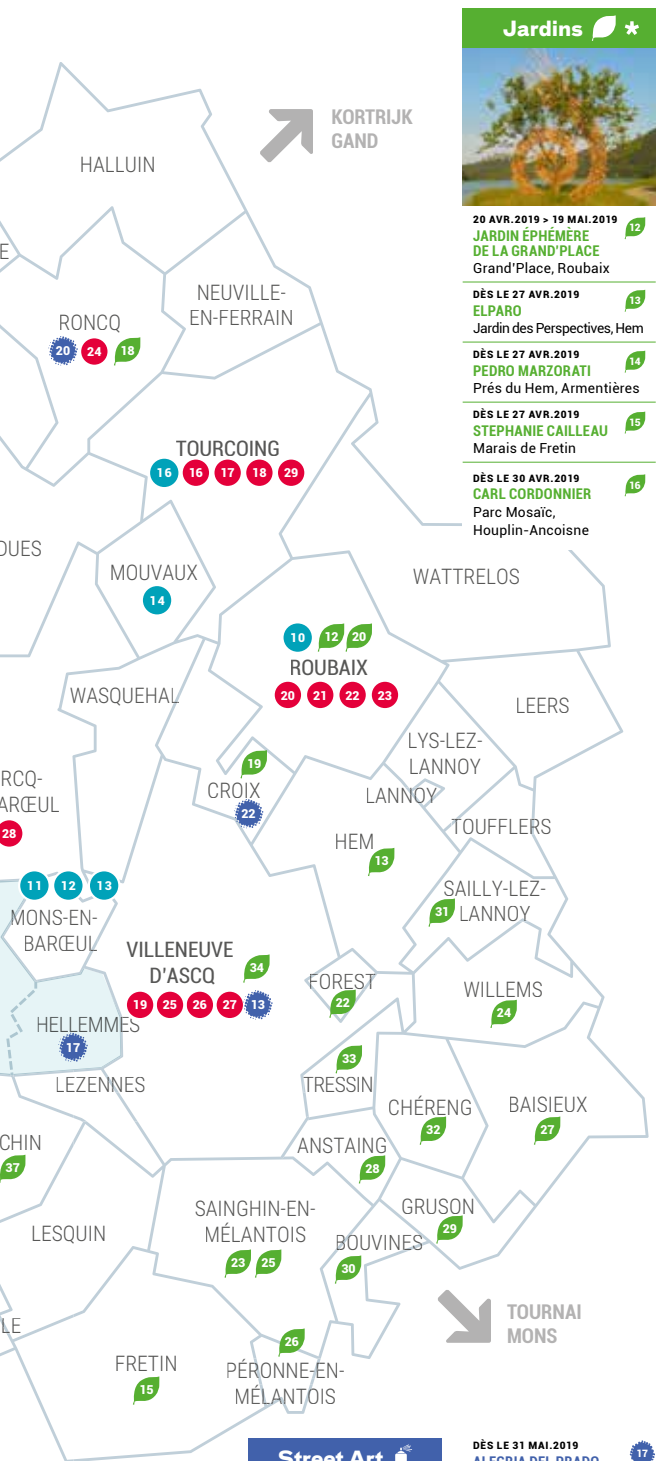 Jardins *
20 AVR.2019 > 19 MAI.2019
12
JARDIN ÉPHÉMÈRE
DE LA GRAND'PLACE
Grand'Place, Roubaix
DÈS LE 27 AVR.2019
13
ELPARO
Jardin des Perspectives, Hem
DÈS LE 27 AVR.2019
14
PEDRO MARZORATI
Prés du Hem, Armentières
DÈS LE 27 AVR.2019
15
STEPHANIE CAILLEAU
Marais de Fretin
DÈS LE 30 AVR.2019
16
CARL CORDONNIER
Parc Mosaïc,
Houplin-Ancoisne
KORTRIJK
GAND
HALLUIN
E
NEUVILLE-
EN-FERRAIN
RONCQ
20 24 18
TOURCOING
16 16 17 18 29
OUES
MOUVAUX
14
WATTRELOS
10 12 20
ROUBAIX
20 21 22 23
WASQUEHAL
LEERS
LYS-LEZ-
LANNOY
19
CROIX
22
LANNOY
RCQ-
ARŒUL
28
TOUFFLERS
HEM
13
11 12 13
MONS-EN-
BARŒUL
SAILLY-LEZ-
LANNOY
31
VILLENEUVE
D'ASCQ
34
19 25 26 27 13
FOREST
22
WILLEMS
24
HELLEMMES
17
LEZENNES
33
TRESSIN
CHÉRENG
32
BAISIEUX
27
CHIN
37
ANSTAING
28
LESQUIN
SAINGHIN-EN-
MÉLANTOIS
23 25
GRUSON
29
BOUVINES
30
TOURNAI
MONS
LE
FRETIN
15
26
PÉRONNE-EN-
MÉLANTOIS
Street Art
DÈS LE 31 MAI.2019
17
ALEGRIA DEL PRADO